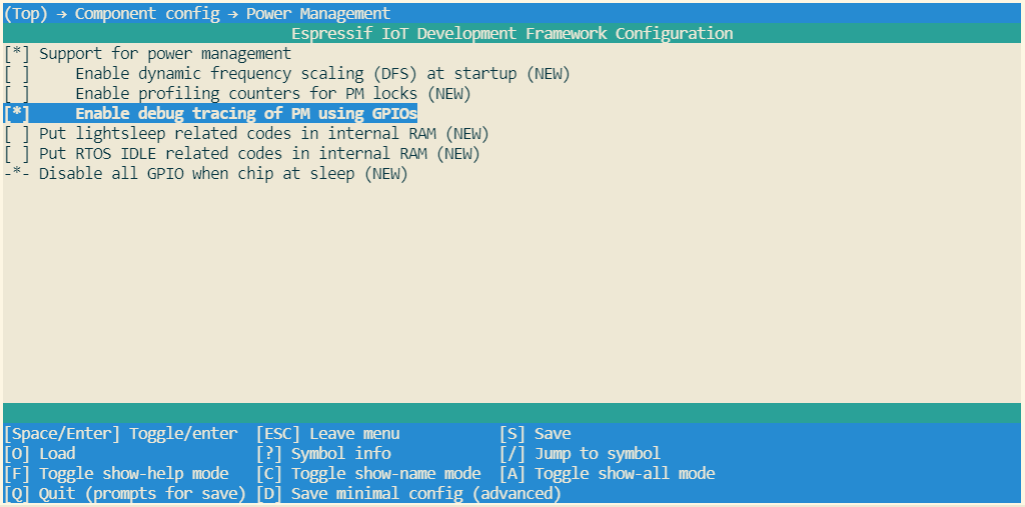 (Top) → Component config → Power Management
Espressif IoT Development Framework Configuration
[*] Support for power management
[ ]     Enable dynamic frequency scaling (DFS) at startup (NEW)
[ ]     Enable profiling counters for PM locks (NEW)
[*]     Enable debug tracing of PM using GPIOs
[ ] Put lightsleep related codes in internal RAM (NEW)
[ ] Put RTOS IDLE related codes in internal RAM (NEW)
-*- Disable all GPIO when chip at sleep (NEW)
[Space/Enter] Toggle/enter  [ESC] Leave menu           [S] Save
[O] Load                    [?] Symbol info            [/] Jump to symbol
[F] Toggle show-help mode   [C] Toggle show-name mode  [A] Toggle show-all mode
[Q] Quit (prompts for save) [D] Save minimal config (advanced)